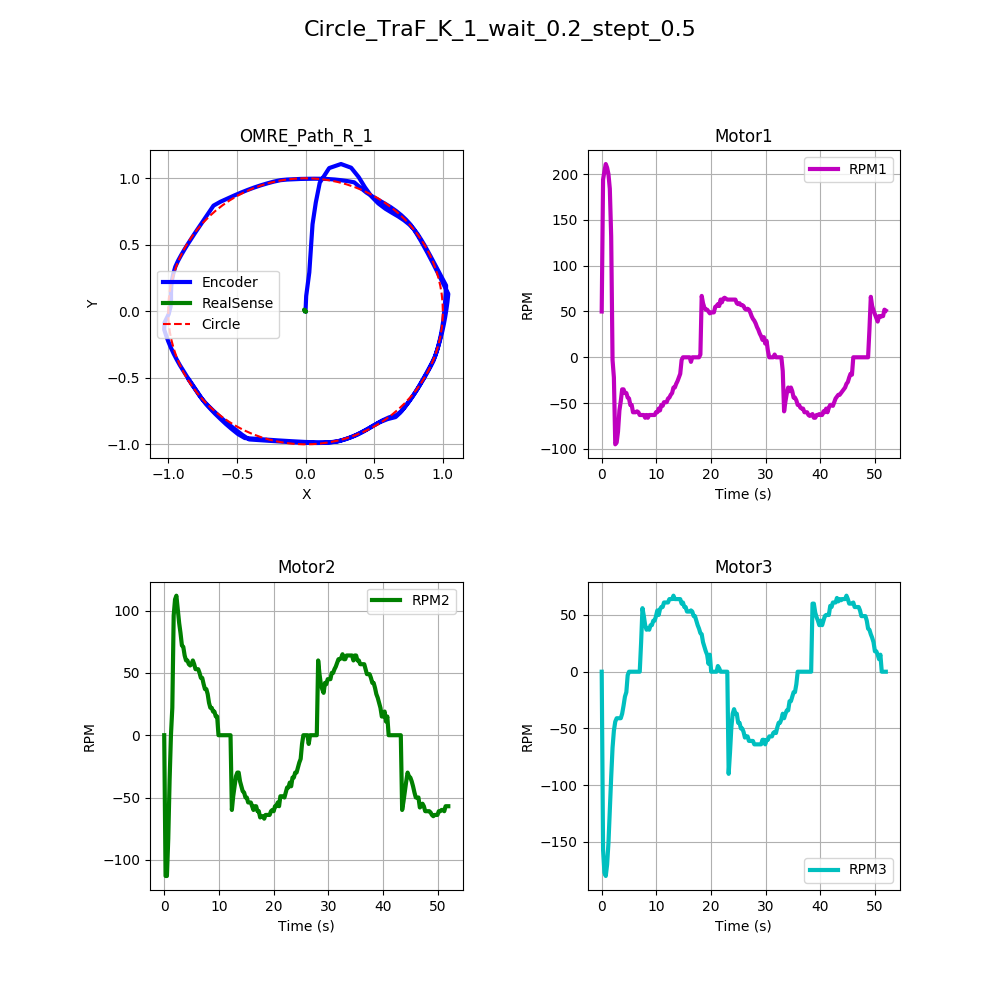 Circle_TraF_K_1_wait_0.2_stept_0.5
OMRE_Path_R_1
Y
1.0
0.5
0.0
−0.5
−1.0
Encoder
RealSense
Circle
−1.0
−0.5
0.0
0.5
1.0
X
Motor1
RPM
200
150
100
50
0
−50
−100
RPM1
0
10
20
30
40
50
Time (s)
Motor2
RPM
100
50
0
−50
−100
RPM2
0
10
20
30
40
50
Time (s)
Motor3
RPM
50
0
−50
−100
−150
RPM3
0
10
20
30
40
50
Time (s)